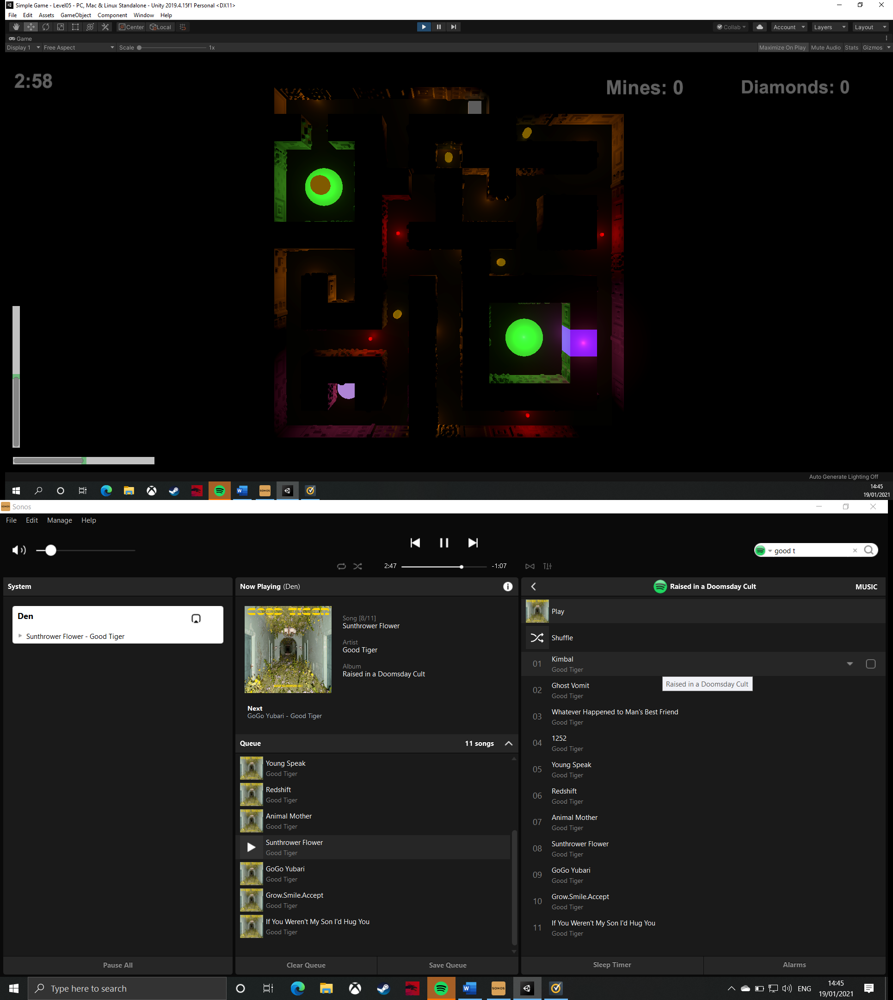 Simple Game - Level05 - PC, Mac & Linux Standalone - Unity 2019.4.15f1 Personal <DX11>
File Edit Assets GameObject Component Window Help
Center Local Collab Account Layers Layout
Game
Display 1 Free Aspect Scale 1x Maximize On Play Mute Audio Stats Gizmos
2:58 Mines: 0 Diamonds: 0
Auto Generate Lighting Off
SONOS
14:45
19/01/2021
SONOS Sonos
File Edit Manage Help
good t
2:47 -1:07
System
Den
Sunthrower Flower - Good Tiger
Pause All
Now Playing (Den)
GOOD TIGER
Song [8/11]
Sunthrower Flower
Artist
Good Tiger
Album
Raised in a Doomsday Cult
Next
GoGo Yubari - Good Tiger
Queue 11 songs
Young Speak
Good Tiger
Redshift
Good Tiger
Animal Mother
Good Tiger
Sunthrower Flower
Good Tiger
GoGo Yubari
Good Tiger
Grow.Smile.Accept
Good Tiger
If You Weren't My Son I'd Hug You
Good Tiger
Clear Queue Save Queue
Raised in a Doomsday Cult MUSIC
Play
Shuffle
01 Kimbal
Good Tiger
Raised in a Doomsday Cult
02 Ghost Vomit
Good Tiger
03 Whatever Happened to Man's Best Friend
Good Tiger
04 1252
Good Tiger
05 Young Speak
Good Tiger
06 Redshift
Good Tiger
07 Animal Mother
Good Tiger
08 Sunthrower Flower
Good Tiger
09 GoGo Yubari
Good Tiger
10 Grow.Smile.Accept
Good Tiger
11 If You Weren't My Son I'd Hug You
Good Tiger
Sleep Timer Alarms
Type here to search
SONOS
ENG
14:45
19/01/2021